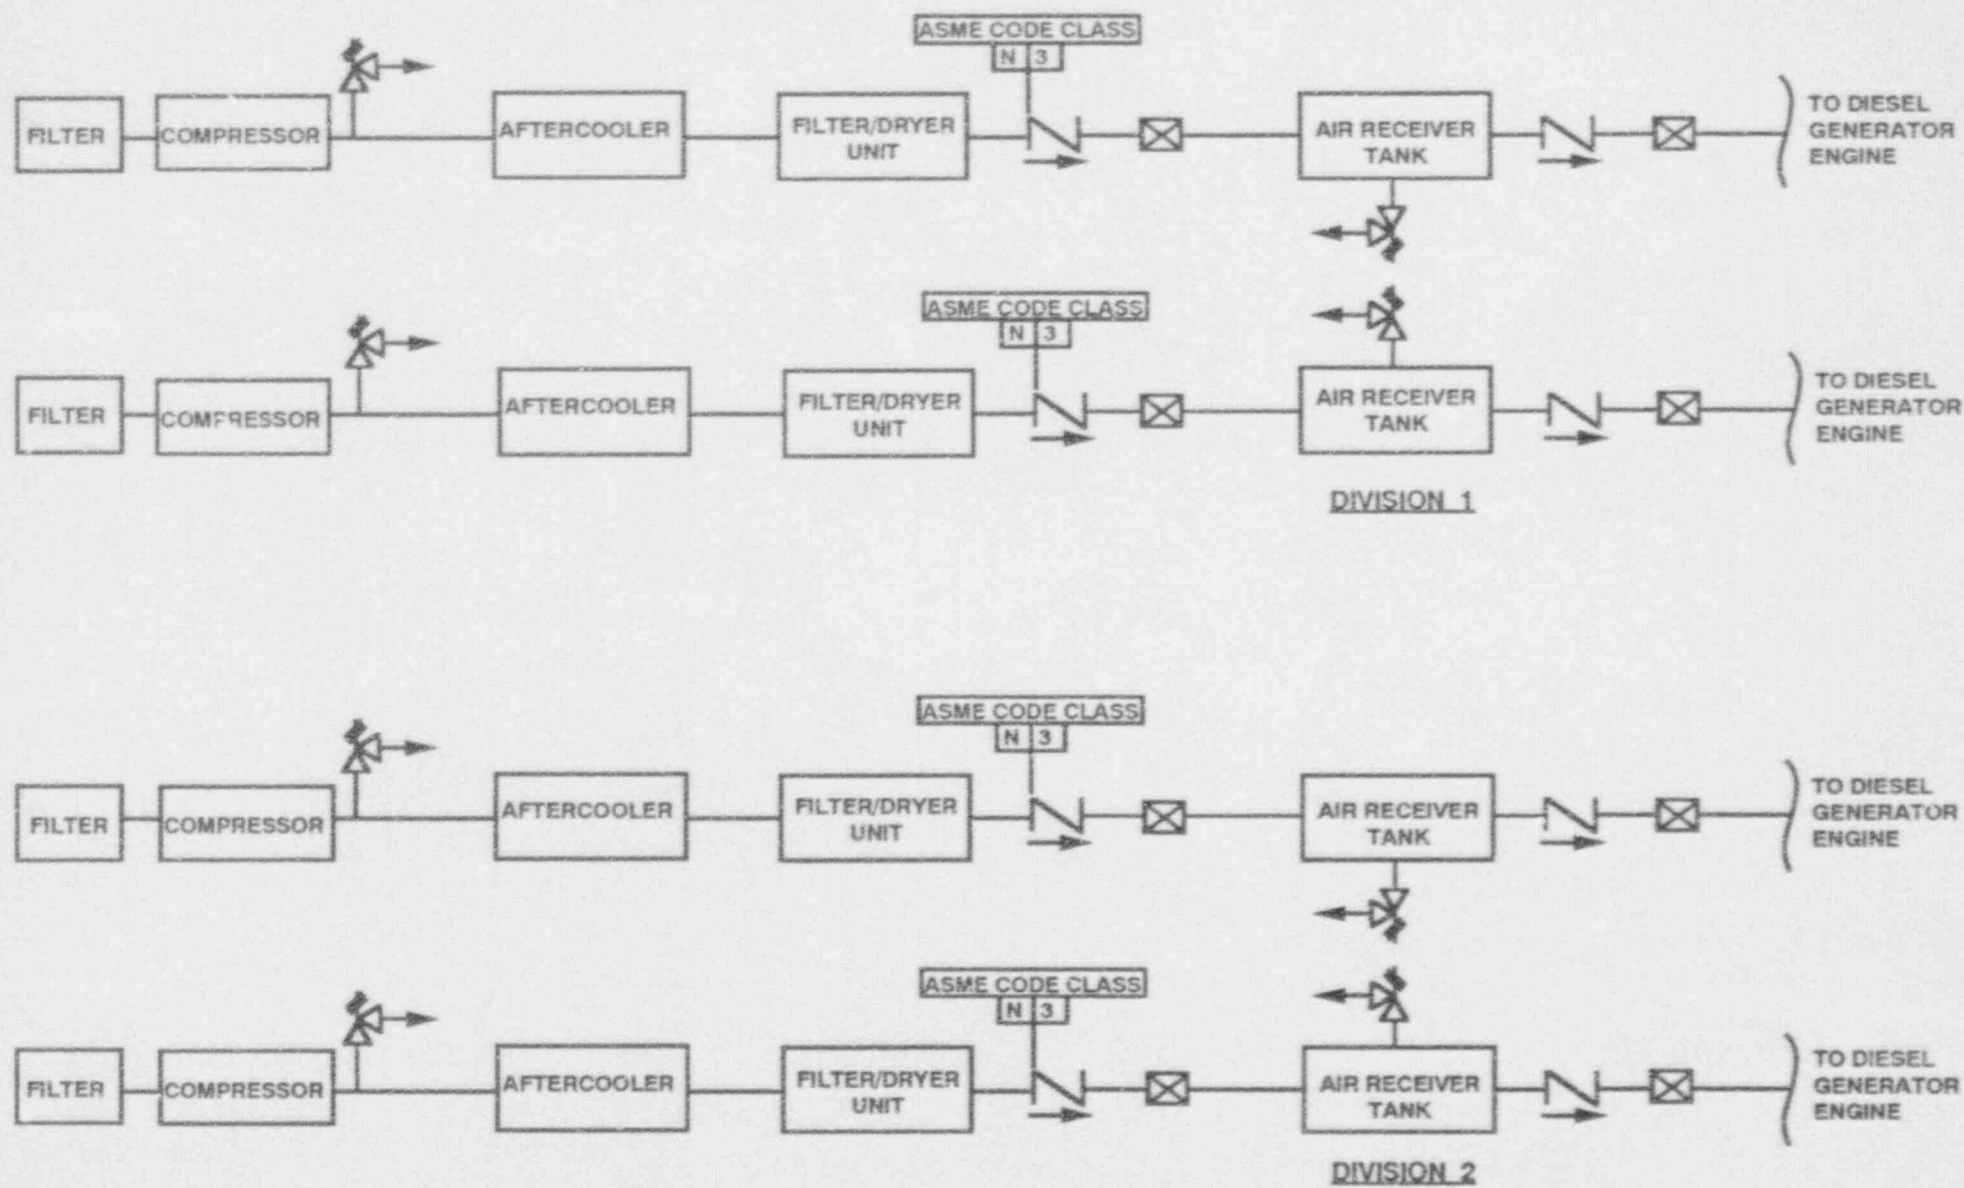 ASME CODE CLASS
N 3
FILTER
COMPRESSOR
AFTERCOOLER
FILTER/DRYER
UNIT
AIR RECEIVER
TANK
TO DIESEL
GENERATOR
ENGINE
ASME CODE CLASS
N 3
FILTER
COMPRESSOR
AFTERCOOLER
FILTER/DRYER
UNIT
AIR RECEIVER
TANK
TO DIESEL
GENERATOR
ENGINE
DIVISION 1
ASME CODE CLASS
N 3
FILTER
COMPRESSOR
AFTERCOOLER
FILTER/DRYER
UNIT
AIR RECEIVER
TANK
TO DIESEL
GENERATOR
ENGINE
ASME CODE CLASS
N 3
FILTER
COMPRESSOR
AFTERCOOLER
FILTER/DRYER
UNIT
AIR RECEIVER
TANK
TO DIESEL
GENERATOR
ENGINE
DIVISION 2